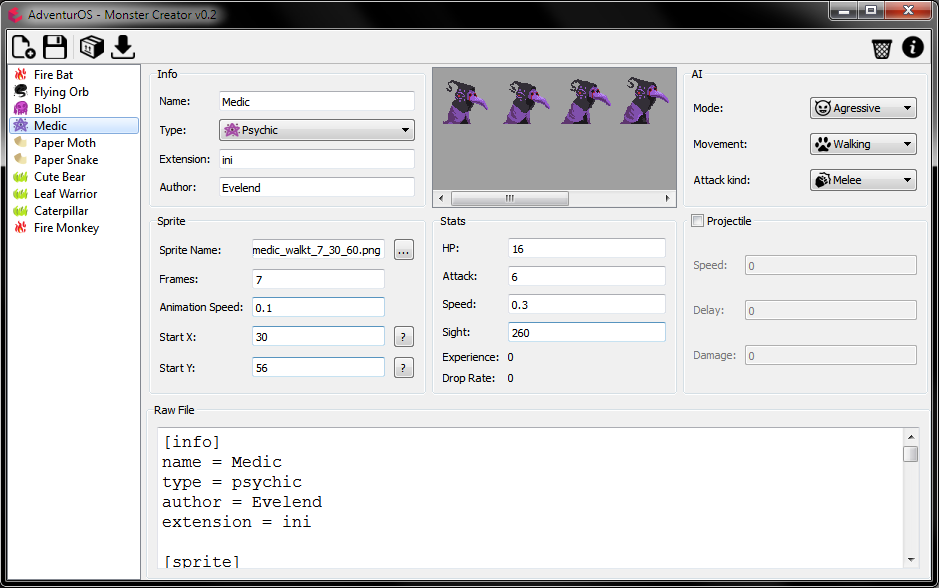 AdventurOS - Monster Creator v0.2
Fire Bat
Flying Orb
Blobl
Medic
Paper Moth
Paper Snake
Cute Bear
Leaf Warrior
Caterpillar
Fire Monkey
Info
Name: Medic
Type: Psychic
Extension: ini
Author: Evelend
AI
Mode: Agressive
Movement: Walking
Attack kind: Melee
Sprite
Sprite Name: medic_walkt_7_30_60.png ...
Frames: 7
Animation Speed: 0.1
Start X: 30 ?
Start Y: 56 ?
Stats
HP: 16
Attack: 6
Speed: 0.3
Sight: 260
Experience: 0
Drop Rate: 0
Projectile
Speed: 0
Delay: 0
Damage: 0
Raw File
[info]
name = Medic
type = psychic
author = Evelend
extension = ini
[sprite]